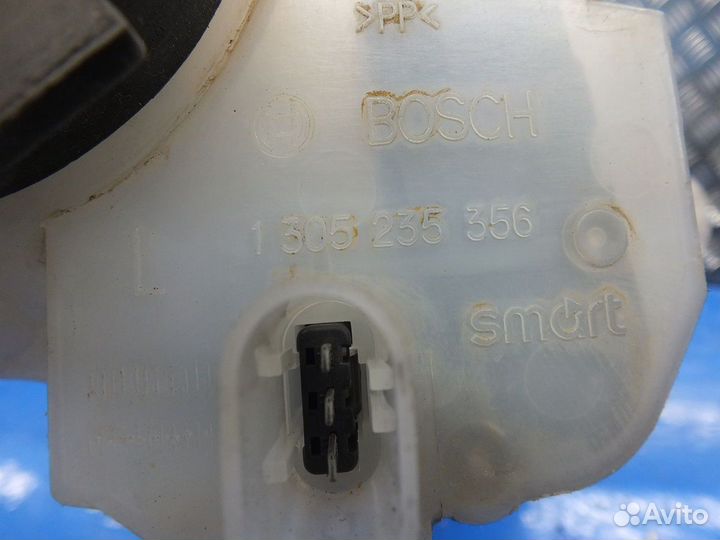 >PP<
BOSCH
1 305 235 356
L
smart
Avito